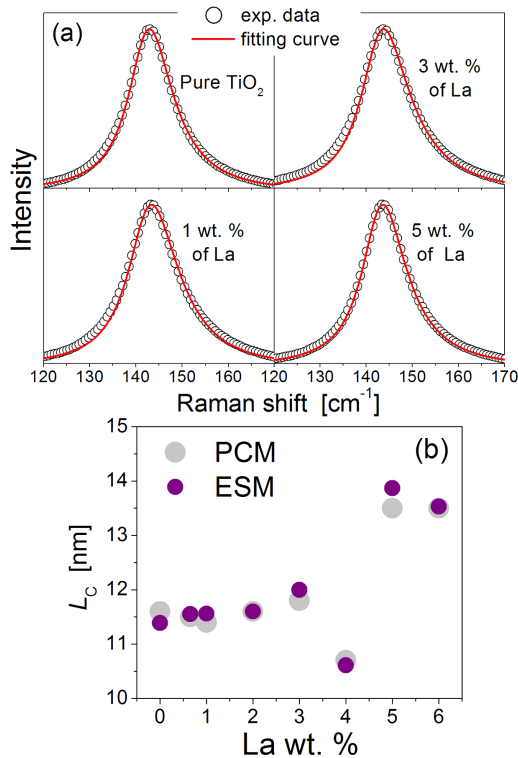 (a)
exp. data
fitting curve
Pure TiO₂
3 wt. %
of La
1 wt. %
of La
5 wt. %
of La
Intensity
120 130 140 150 160 120 130 140 150 160 170
Raman shift [cm⁻¹]
(b)
PCM
ESM
15
14
13
12
11
10
L_C [nm]
0 1 2 3 4 5 6
La wt. %